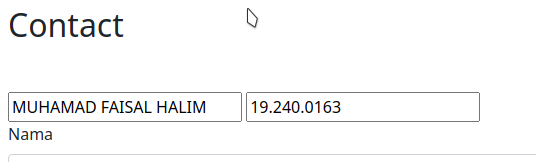 Contact
MUHAMAD FAISAL HALIM 19.240.0163
Nama